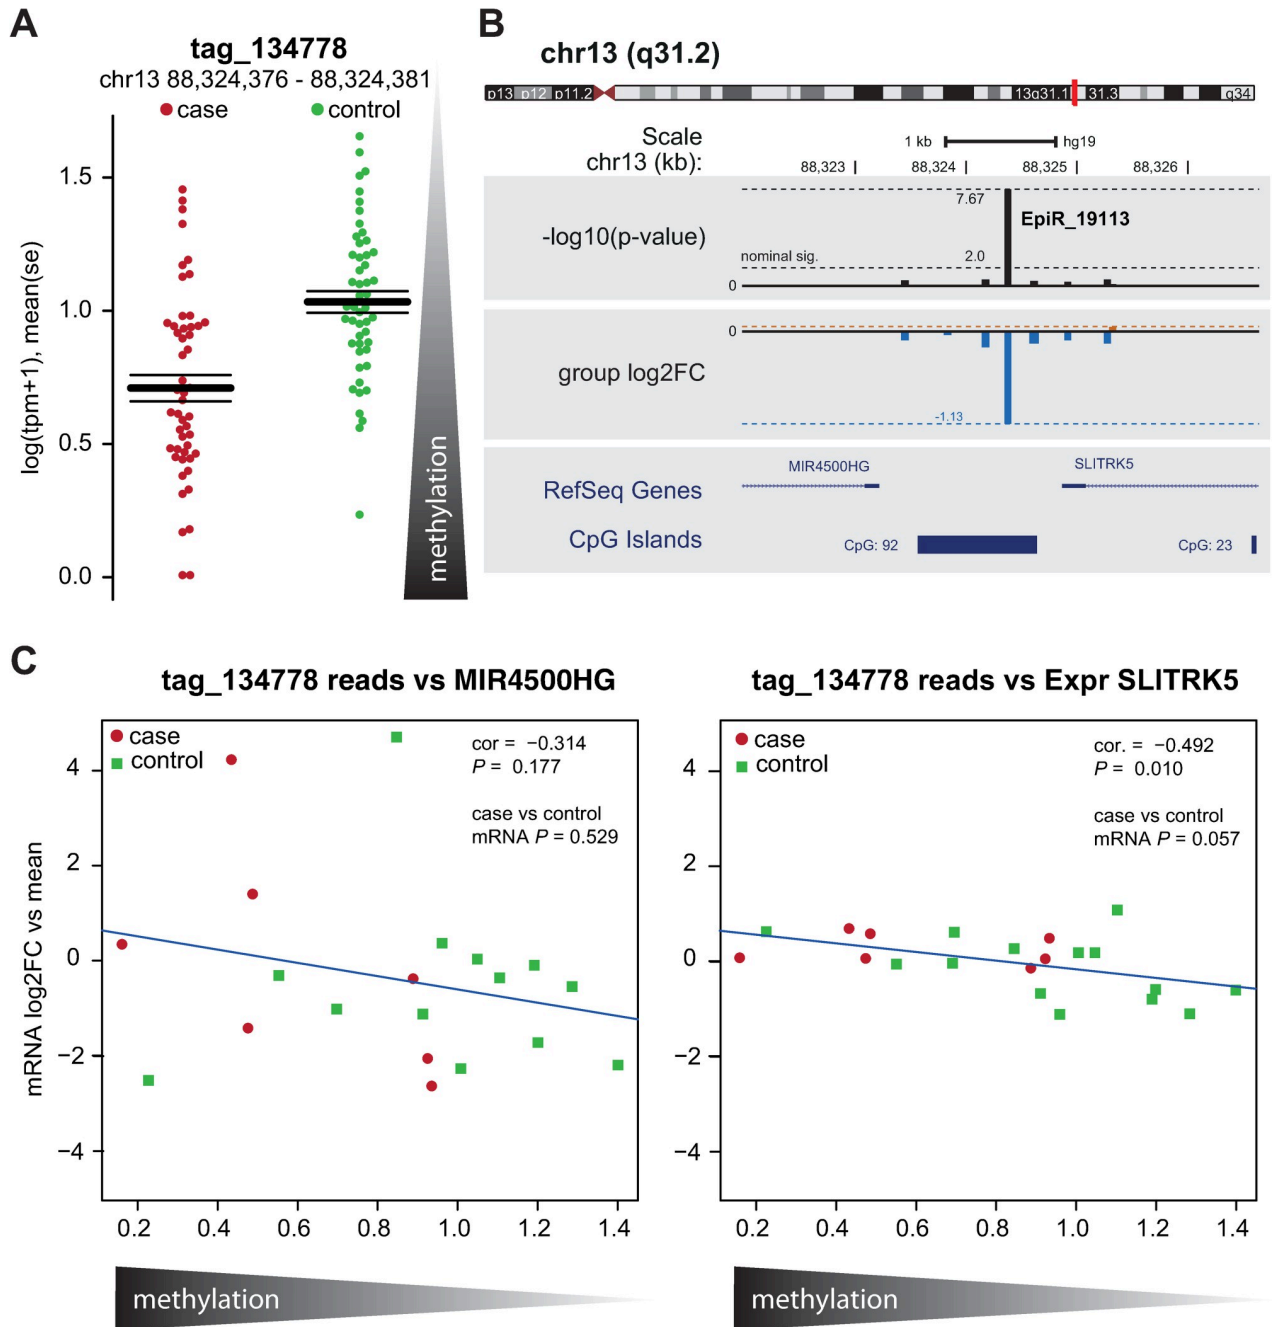 A
tag_134778
chr13 88,324,376 - 88,324,381
case
control
1.5
1.0
0.5
0.0
log(tpm+1), mean(se)
methylation
B
chr13 (q31.2)
p13 p12 p11.2 13q31.1 31.3 q34
Scale
1 kb hg19
chr13 (kb):
88,323 88,324 88,325 88,326
7.67
EpiR_19113
-log10(p-value)
nominal sig. 2.0
0
0
group log2FC
-1.13
MIR4500HG SLITRK5
RefSeq Genes
CpG Islands
CpG: 92 CpG: 23
C
tag_134778 reads vs MIR4500HG
case
control
cor = −0.314
P = 0.177
case vs control
mRNA P = 0.529
mRNA log2FC vs mean
4
2
0
−2
−4
0.2 0.4 0.6 0.8 1.0 1.2 1.4
methylation
tag_134778 reads vs Expr SLITRK5
case
control
cor. = −0.492
P = 0.010
case vs control
mRNA P = 0.057
4
2
0
−2
−4
0.2 0.4 0.6 0.8 1.0 1.2 1.4
methylation